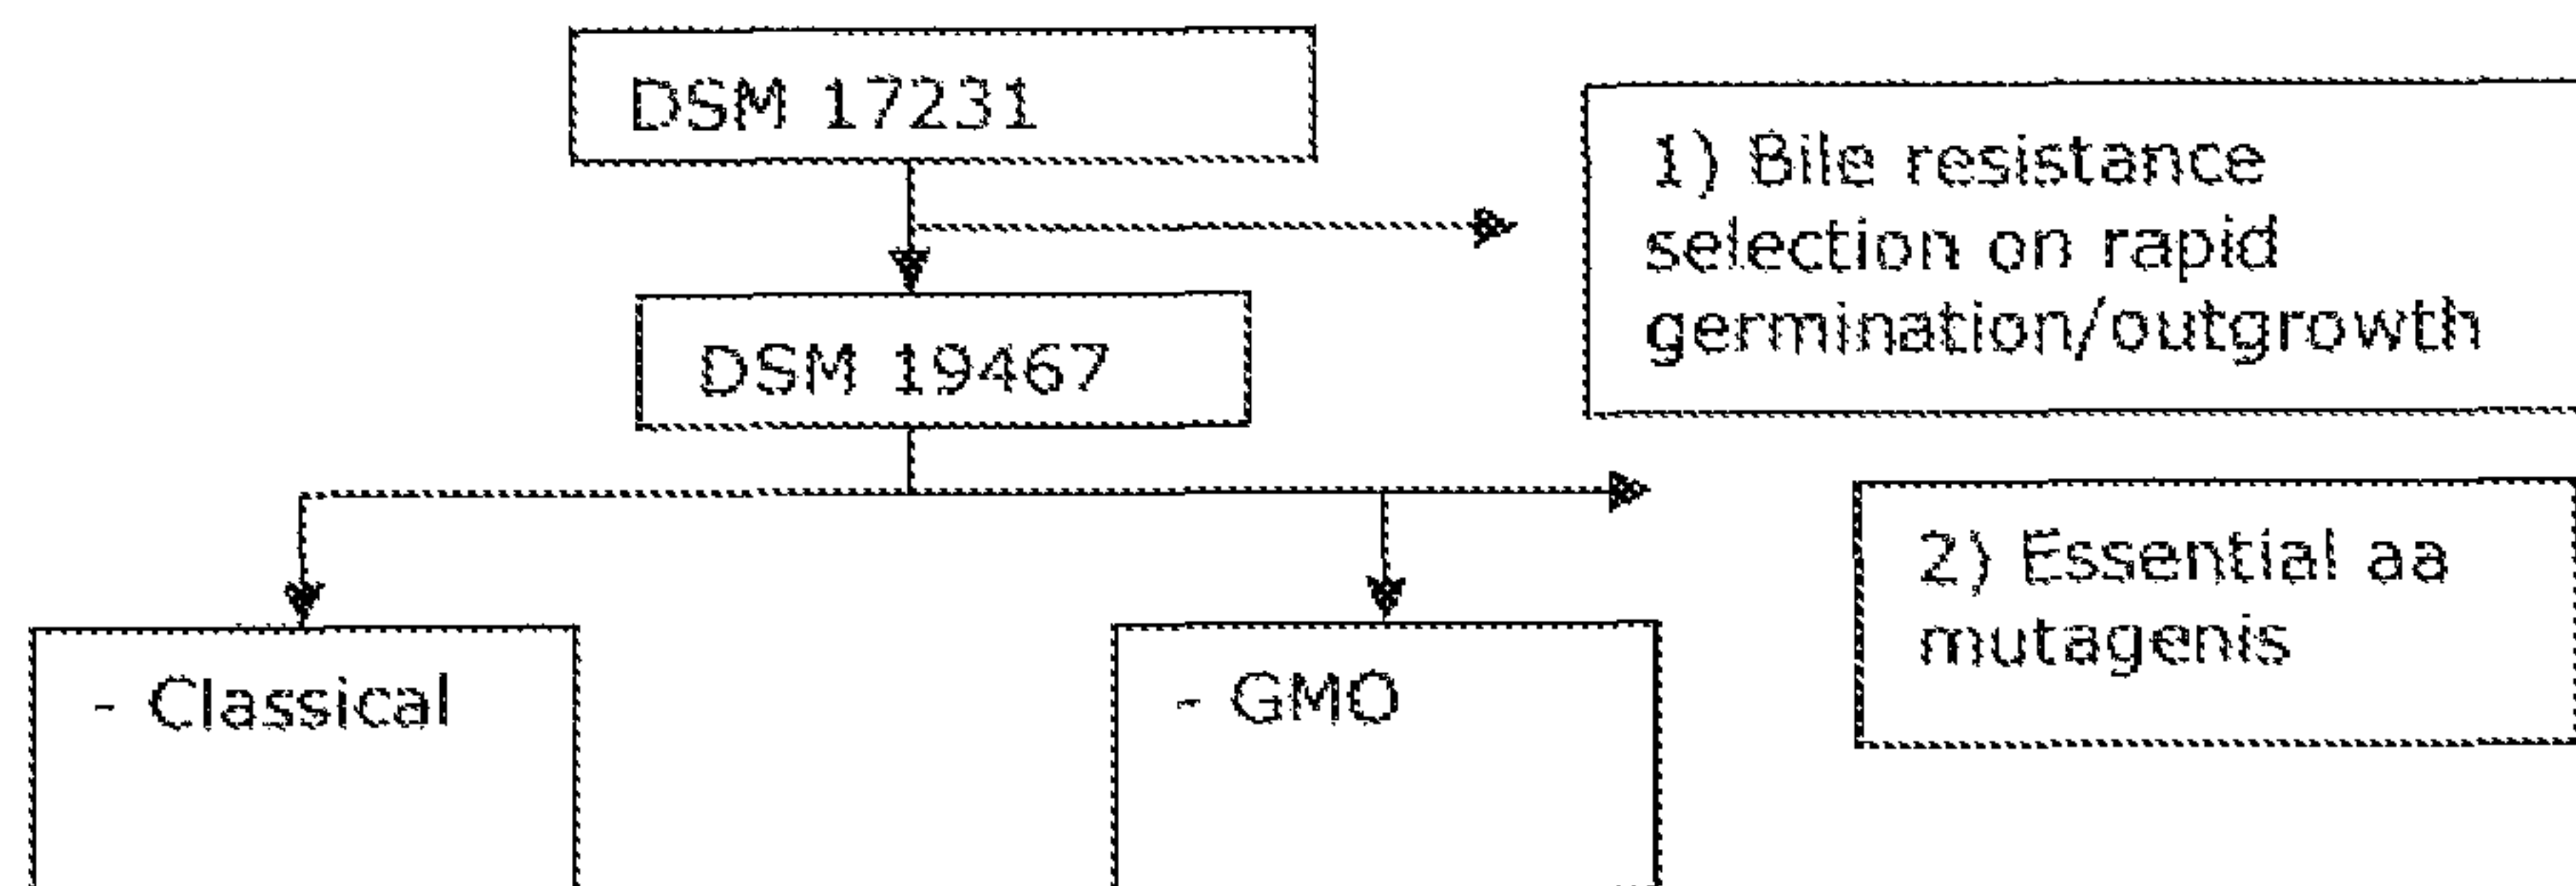 DSM 17231
1) Bile resistance
selection on rapid
germination/outgrowth
DSM 19467
2) Essential aa
mutagenis
- Classical
- GMO